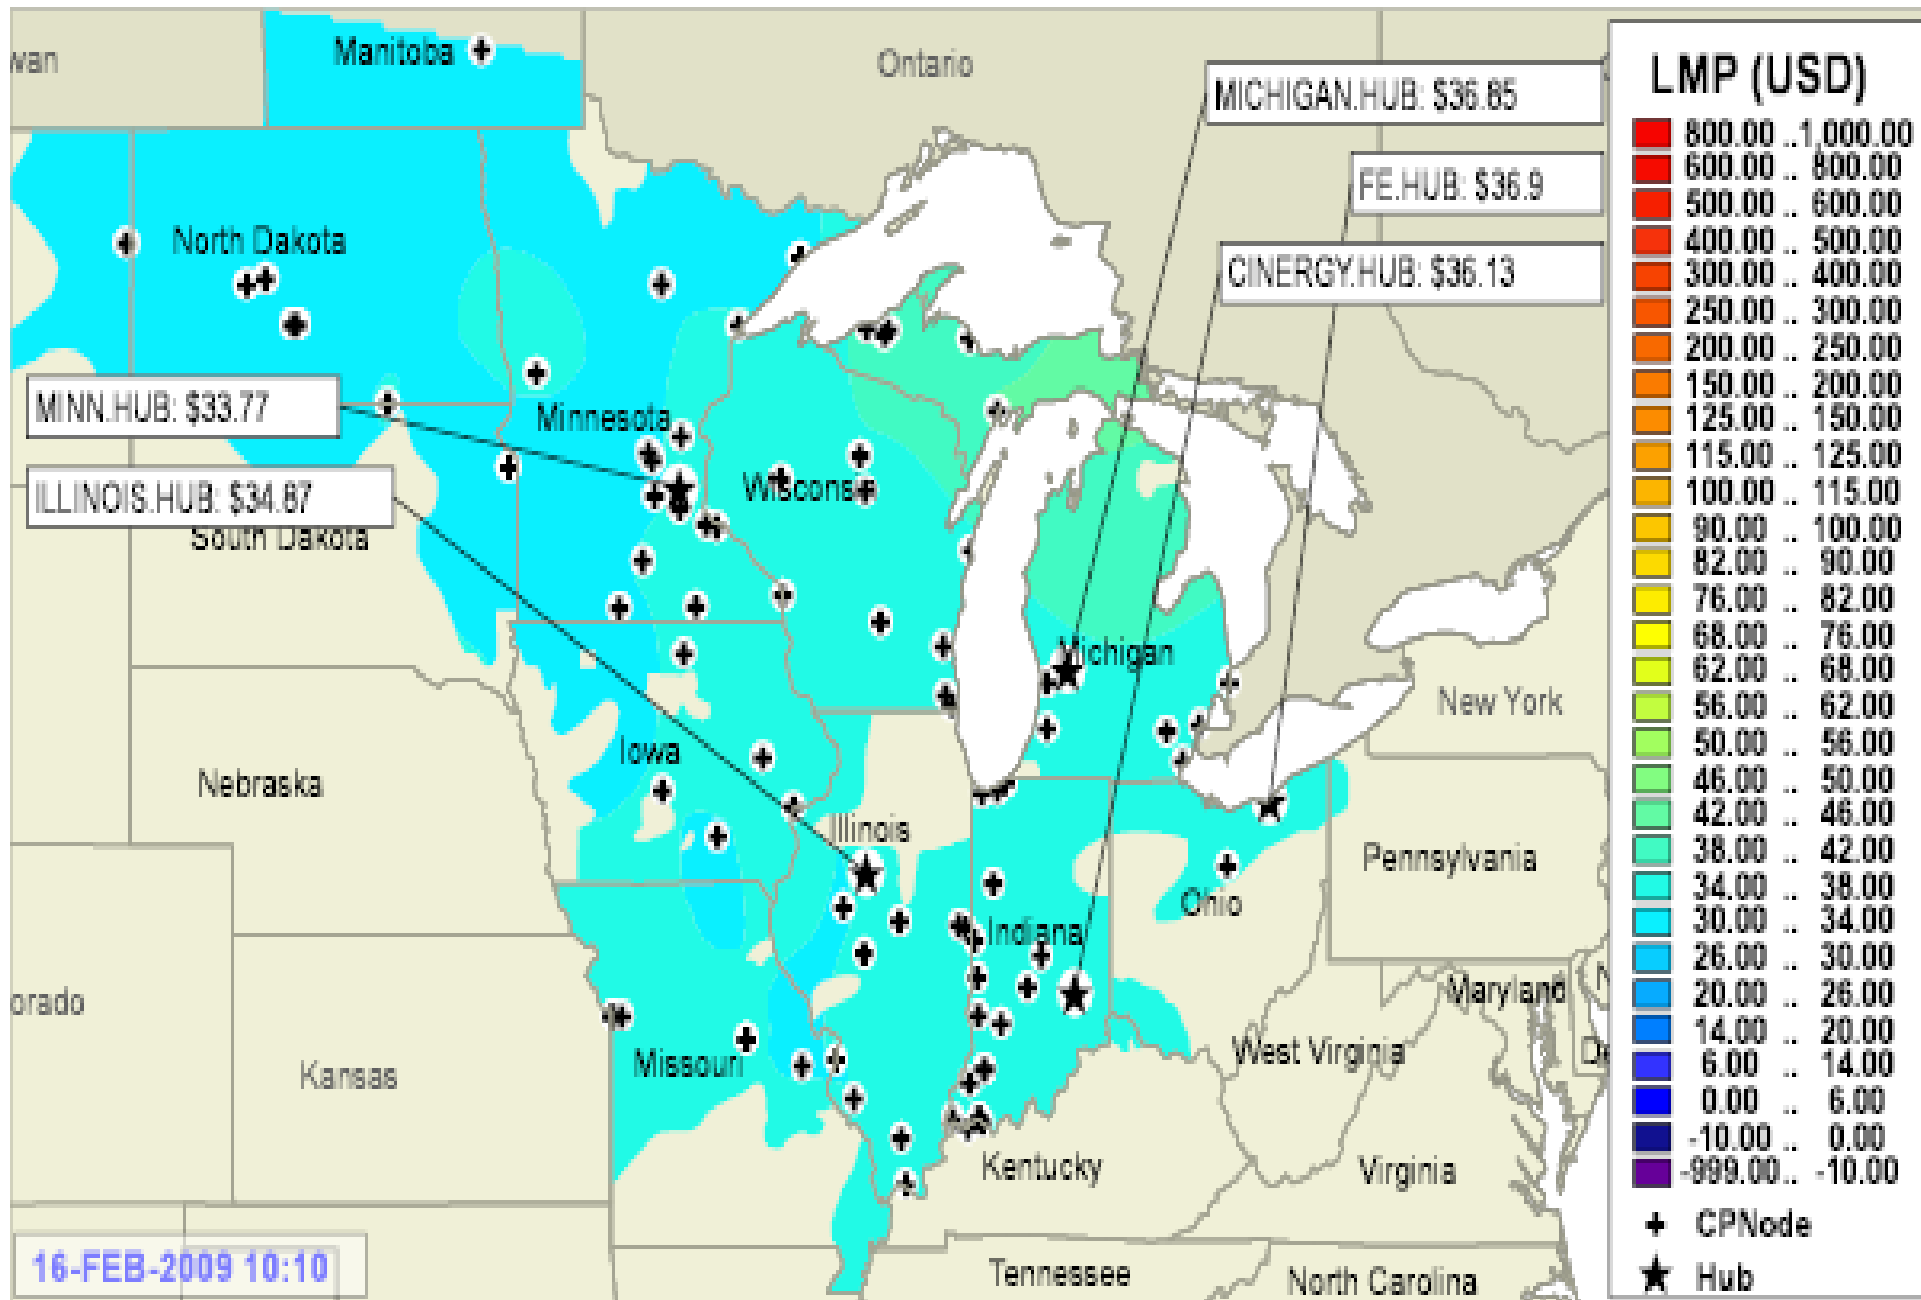 wan
Manitoba
Ontario
MICHIGAN.HUB: $36.85
FE.HUB: $36.9
CINERGY.HUB: $36.13
North Dakota
MINN.HUB: $33.77
Minnesota
ILLINOIS.HUB: $34.87
Wiscons
South Dakota
Michigan
New York
Iowa
Nebraska
Illinois
Pennsylvania
Ohio
Indiana
Maryland
orado
Kansas
Missouri
West Virginia
De
Kentucky
Virginia
Tennessee
North Carolina
16-FEB-2009 10:10
LMP (USD)
800.00 .. 1,000.00
600.00 .. 800.00
500.00 .. 600.00
400.00 .. 500.00
300.00 .. 400.00
250.00 .. 300.00
200.00 .. 250.00
150.00 .. 200.00
125.00 .. 150.00
115.00 .. 125.00
100.00 .. 115.00
90.00 .. 100.00
82.00 .. 90.00
76.00 .. 82.00
68.00 .. 76.00
62.00 .. 68.00
56.00 .. 62.00
50.00 .. 56.00
46.00 .. 50.00
42.00 .. 46.00
38.00 .. 42.00
34.00 .. 38.00
30.00 .. 34.00
26.00 .. 30.00
20.00 .. 26.00
14.00 .. 20.00
6.00 .. 14.00
0.00 .. 6.00
-10.00 .. 0.00
-999.00 .. -10.00
CPNode
Hub